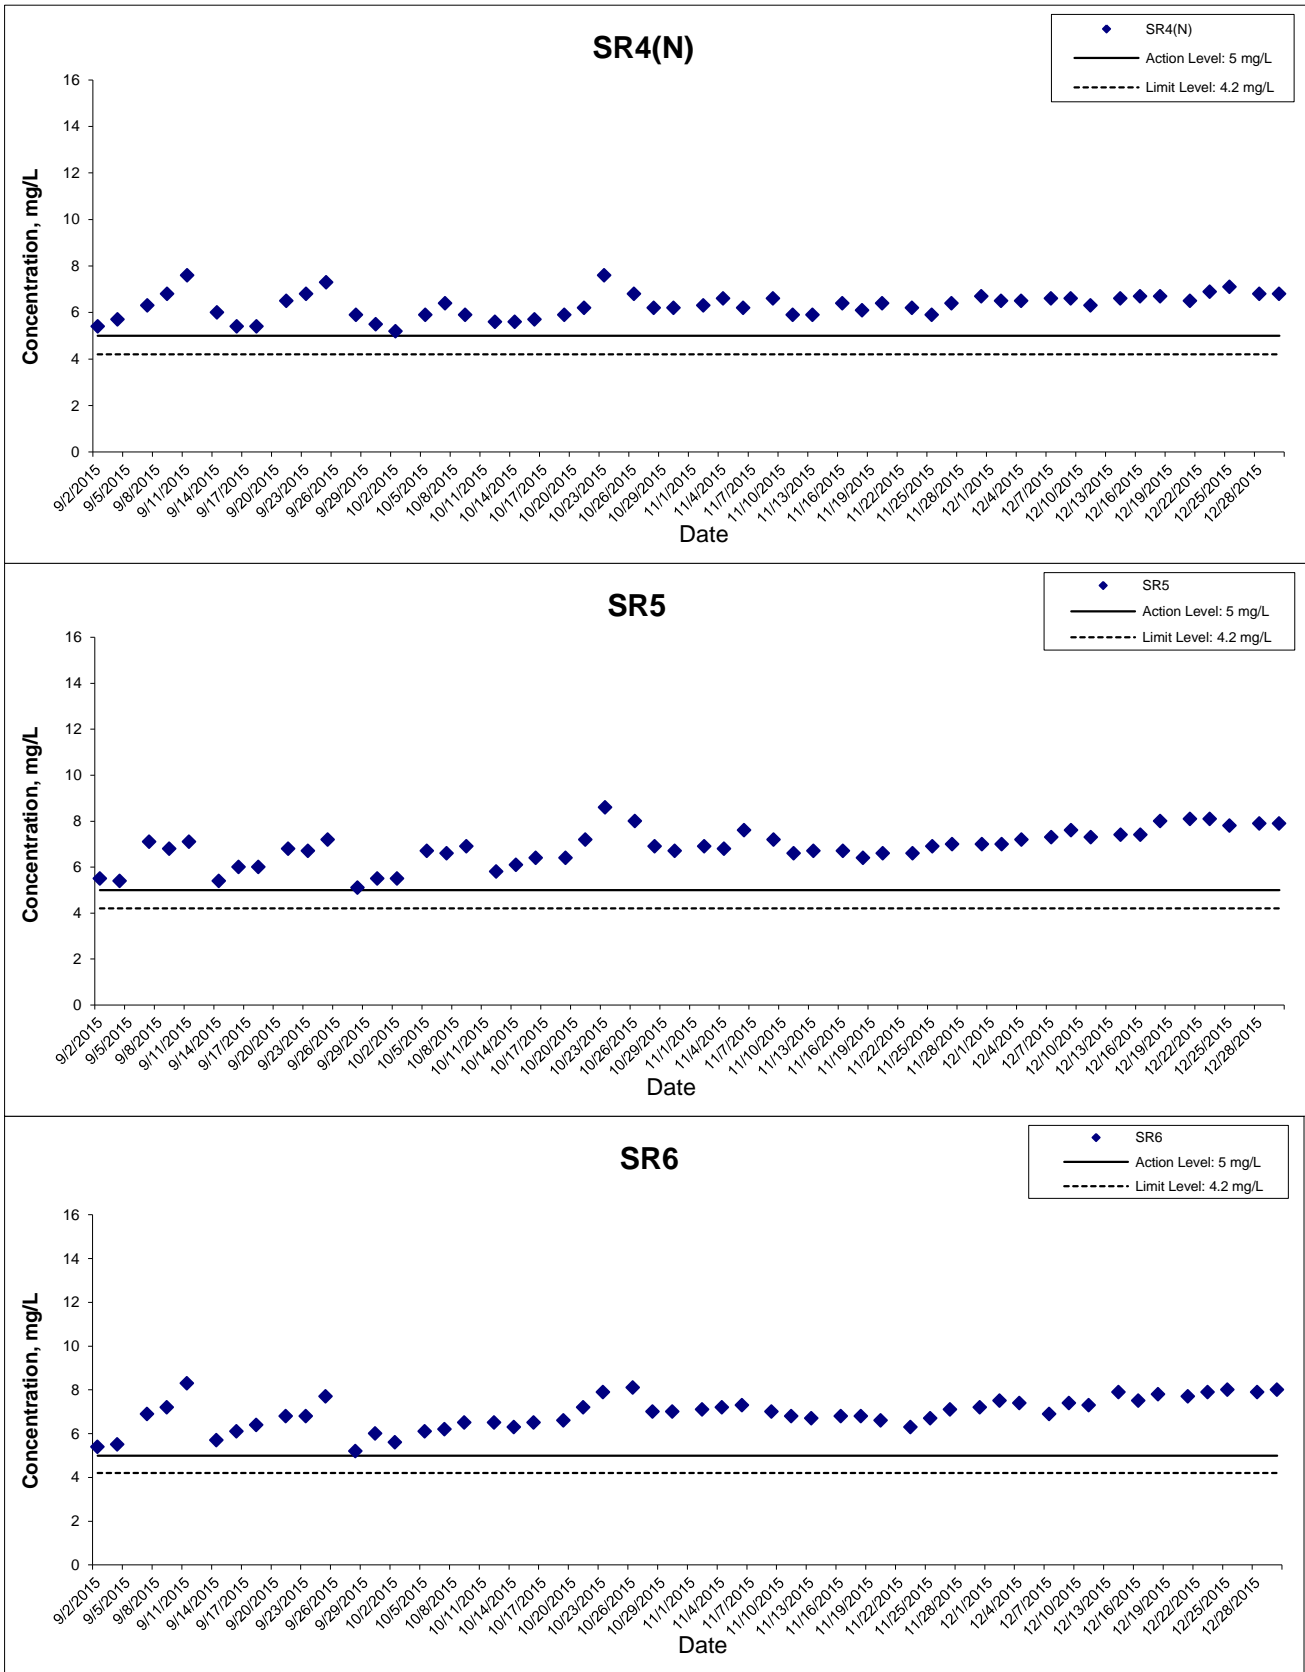 SR4(N)
SR4(N)
Action Level: 5 mg/L
Limit Level: 4.2 mg/L
Concentration, mg/L
16
14
12
10
8
6
4
2
0
9/2/2015 9/5/2015 9/8/2015 9/11/2015 9/14/2015 9/17/2015 9/20/2015 9/23/2015 9/26/2015 9/29/2015 10/2/2015 10/5/2015 10/8/2015 10/11/2015 10/14/2015 10/17/2015 10/20/2015 10/23/2015 10/26/2015 10/29/2015 11/1/2015 11/4/2015 11/7/2015 11/10/2015 11/13/2015 11/16/2015 11/19/2015 11/22/2015 11/25/2015 11/28/2015 12/1/2015 12/4/2015 12/7/2015 12/10/2015 12/13/2015 12/16/2015 12/19/2015 12/22/2015 12/25/2015 12/28/2015
Date
SR5
SR5
Action Level: 5 mg/L
Limit Level: 4.2 mg/L
Concentration, mg/L
16
14
12
10
8
6
4
2
0
9/2/2015 9/5/2015 9/8/2015 9/11/2015 9/14/2015 9/17/2015 9/20/2015 9/23/2015 9/26/2015 9/29/2015 10/2/2015 10/5/2015 10/8/2015 10/11/2015 10/14/2015 10/17/2015 10/20/2015 10/23/2015 10/26/2015 10/29/2015 11/1/2015 11/4/2015 11/7/2015 11/10/2015 11/13/2015 11/16/2015 11/19/2015 11/22/2015 11/25/2015 11/28/2015 12/1/2015 12/4/2015 12/7/2015 12/10/2015 12/13/2015 12/16/2015 12/19/2015 12/22/2015 12/25/2015 12/28/2015
Date
SR6
SR6
Action Level: 5 mg/L
Limit Level: 4.2 mg/L
Concentration, mg/L
16
14
12
10
8
6
4
2
0
9/2/2015 9/5/2015 9/8/2015 9/11/2015 9/14/2015 9/17/2015 9/20/2015 9/23/2015 9/26/2015 9/29/2015 10/2/2015 10/5/2015 10/8/2015 10/11/2015 10/14/2015 10/17/2015 10/20/2015 10/23/2015 10/26/2015 10/29/2015 11/1/2015 11/4/2015 11/7/2015 11/10/2015 11/13/2015 11/16/2015 11/19/2015 11/22/2015 11/25/2015 11/28/2015 12/1/2015 12/4/2015 12/7/2015 12/10/2015 12/13/2015 12/16/2015 12/19/2015 12/22/2015 12/25/2015 12/28/2015
Date